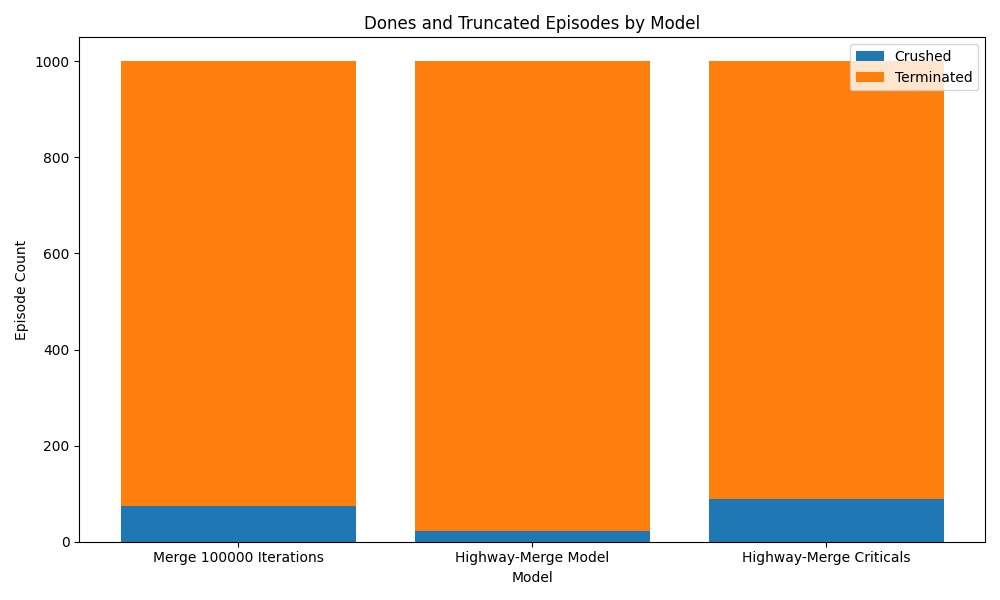 Dones and Truncated Episodes by Model
Crushed
Terminated
Episode Count
1000
800
600
400
200
0
Merge 100000 Iterations
Highway-Merge Model
Highway-Merge Criticals
Model